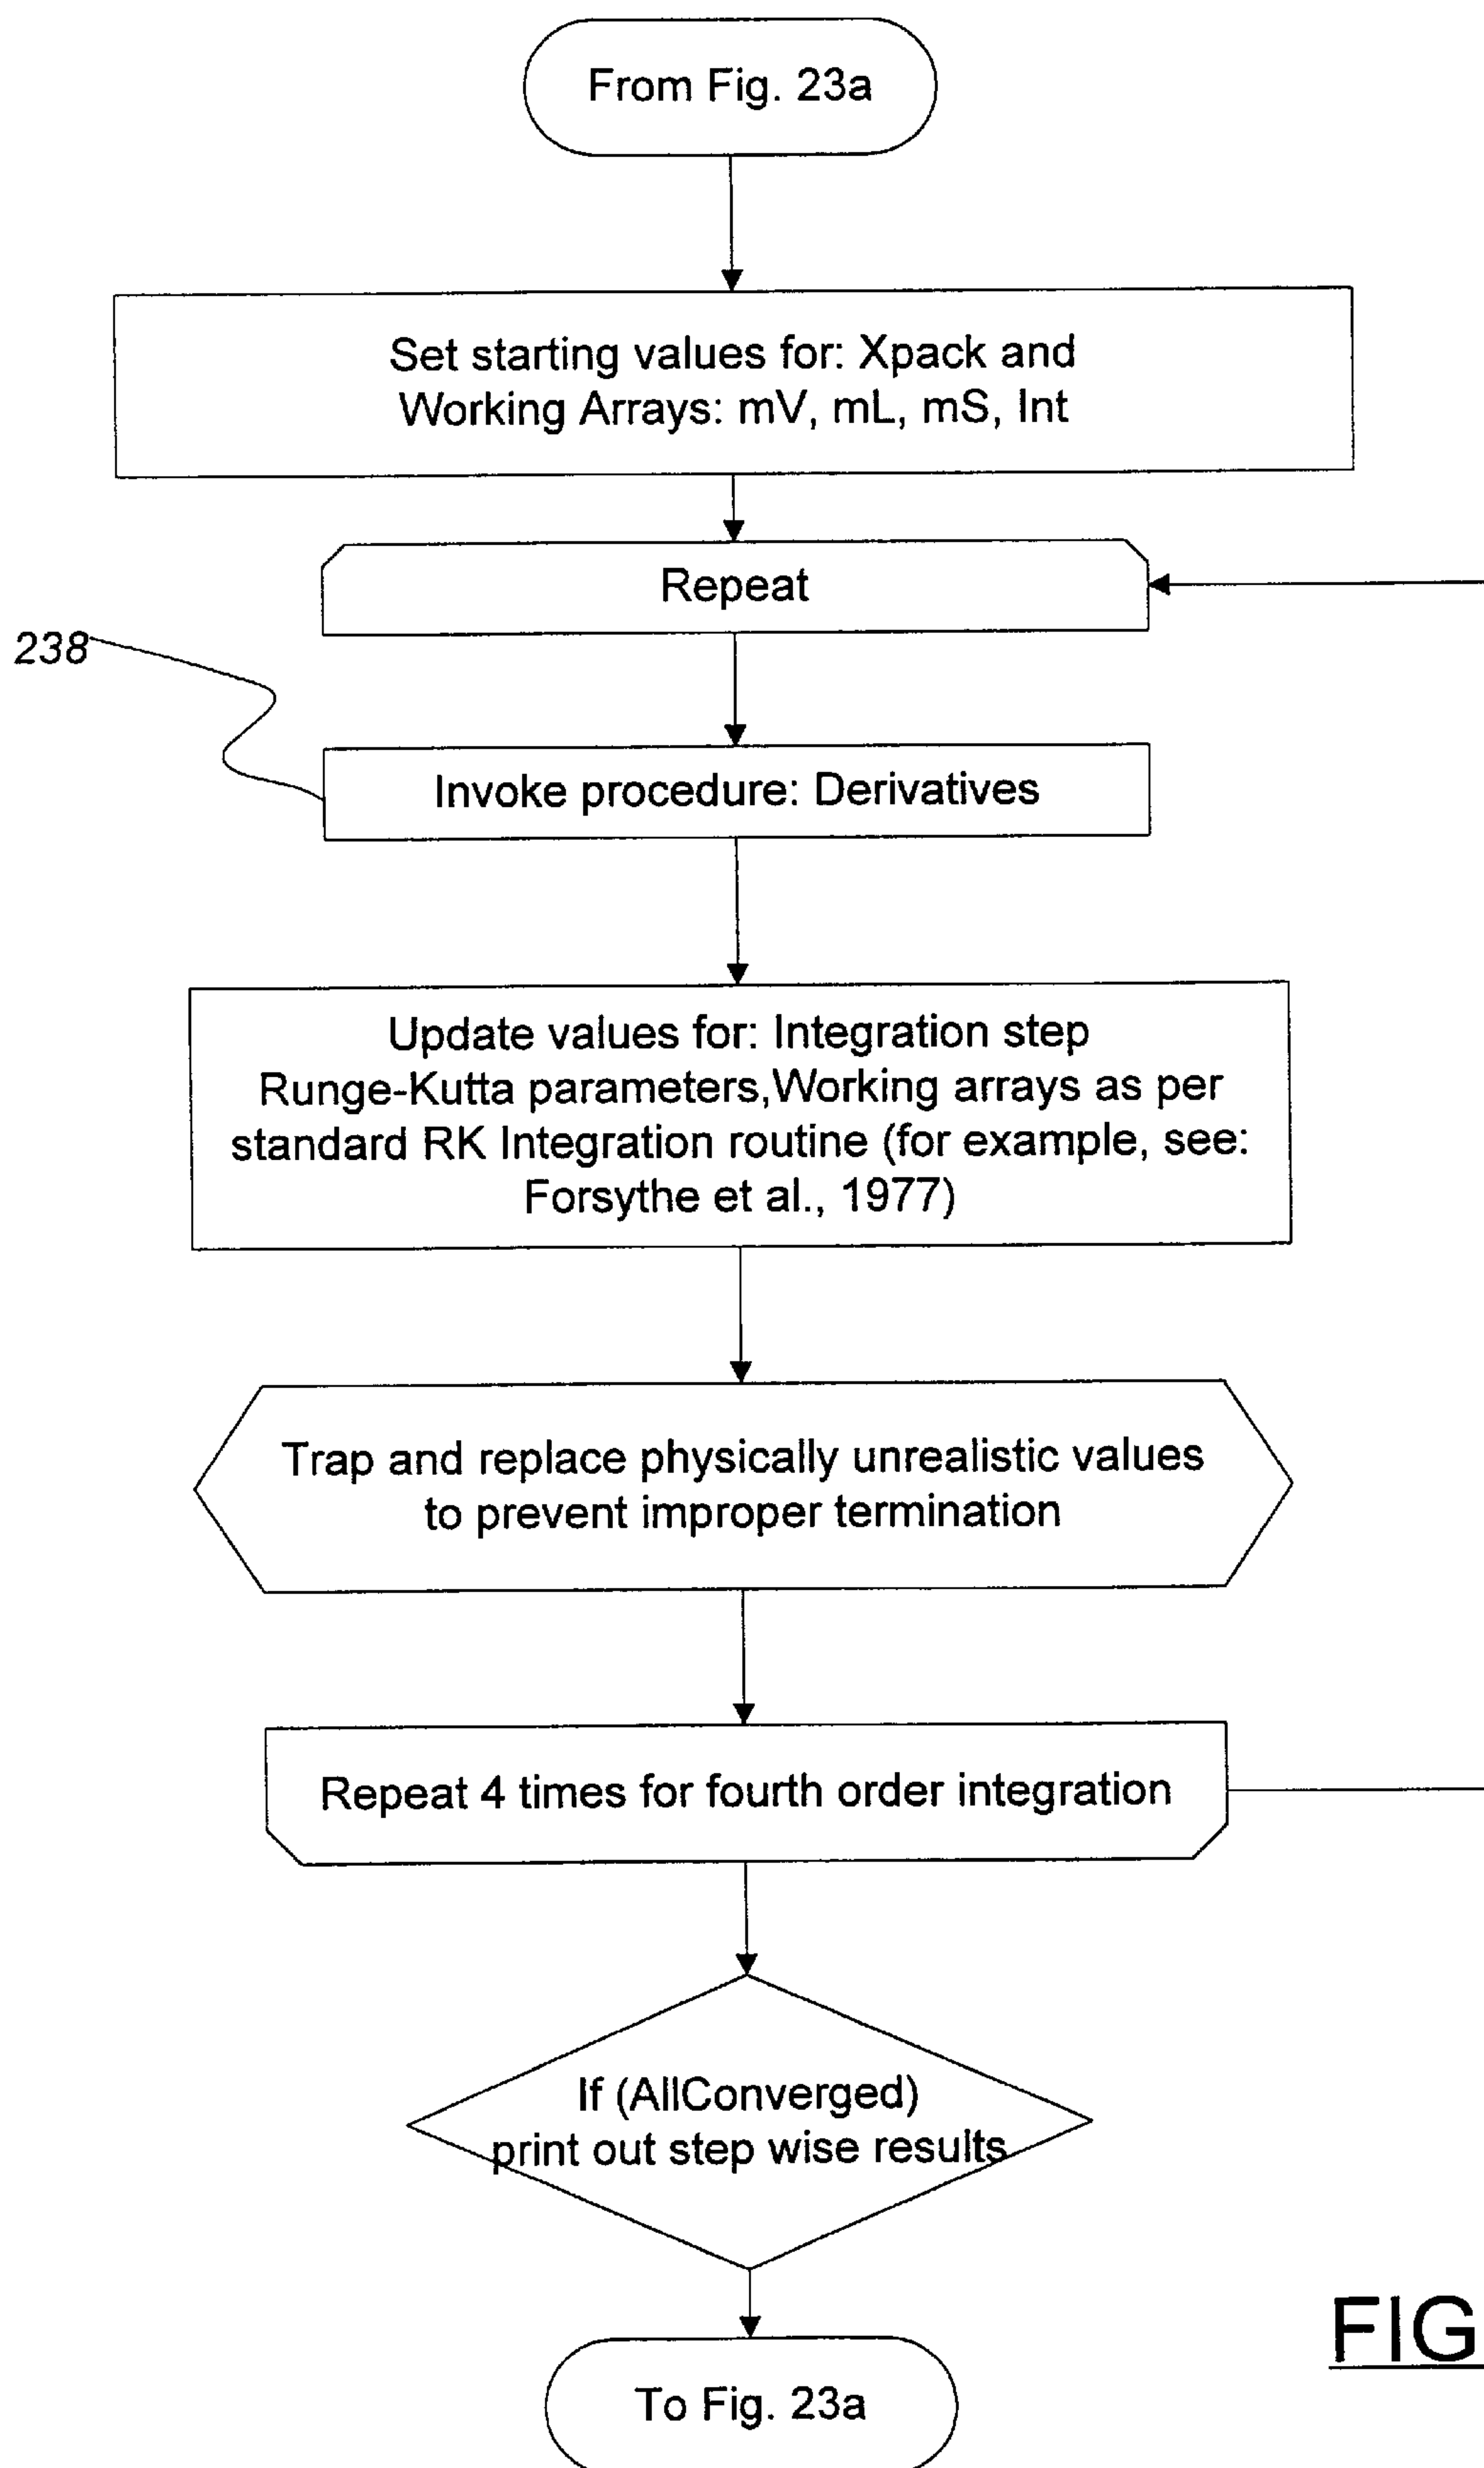 From Fig. 23a
Set starting values for: Xpack and
Working Arrays: mV, mL, mS, Int
Repeat
238
Invoke procedure: Derivatives
Update values for: Integration step
Runge-Kutta parameters,Working arrays as per
standard RK Integration routine (for example, see:
Forsythe et al., 1977)
Trap and replace physically unrealistic values
to prevent improper termination
Repeat 4 times for fourth order integration
If (AllConverged)
print out step wise results
FIG
To Fig. 23a